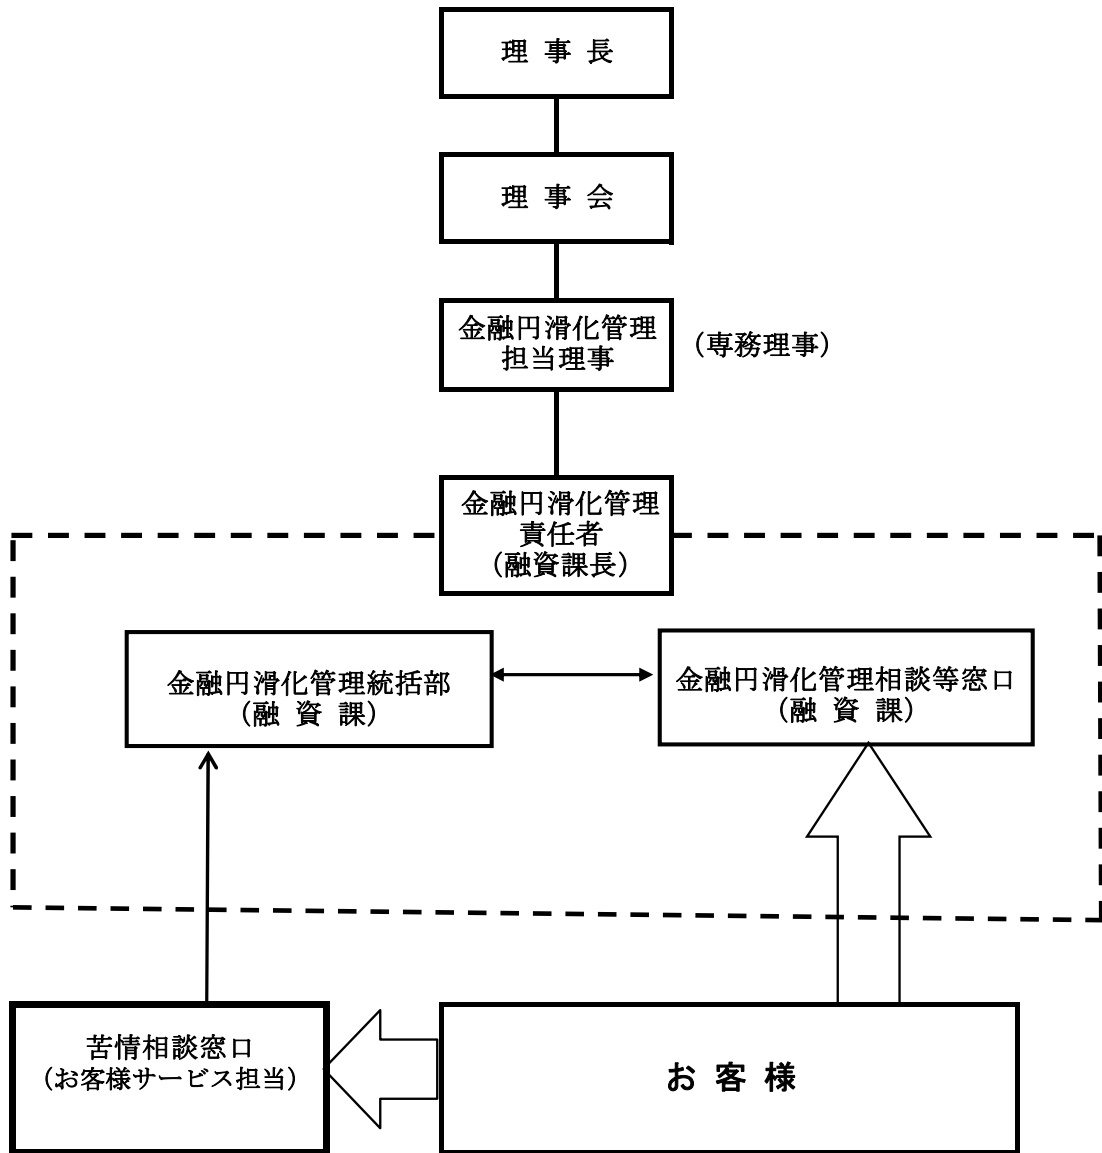 理 事 長
理 事 会
金融円滑化管理
担当理事
（専務理事）
金融円滑化管理
責任者
（融資課長）
金融円滑化管理統括部
（融 資 課）
金融円滑化管理相談等窓口
（融 資 課）
苦情相談窓口
（お客様サービス担当）
お 客 様